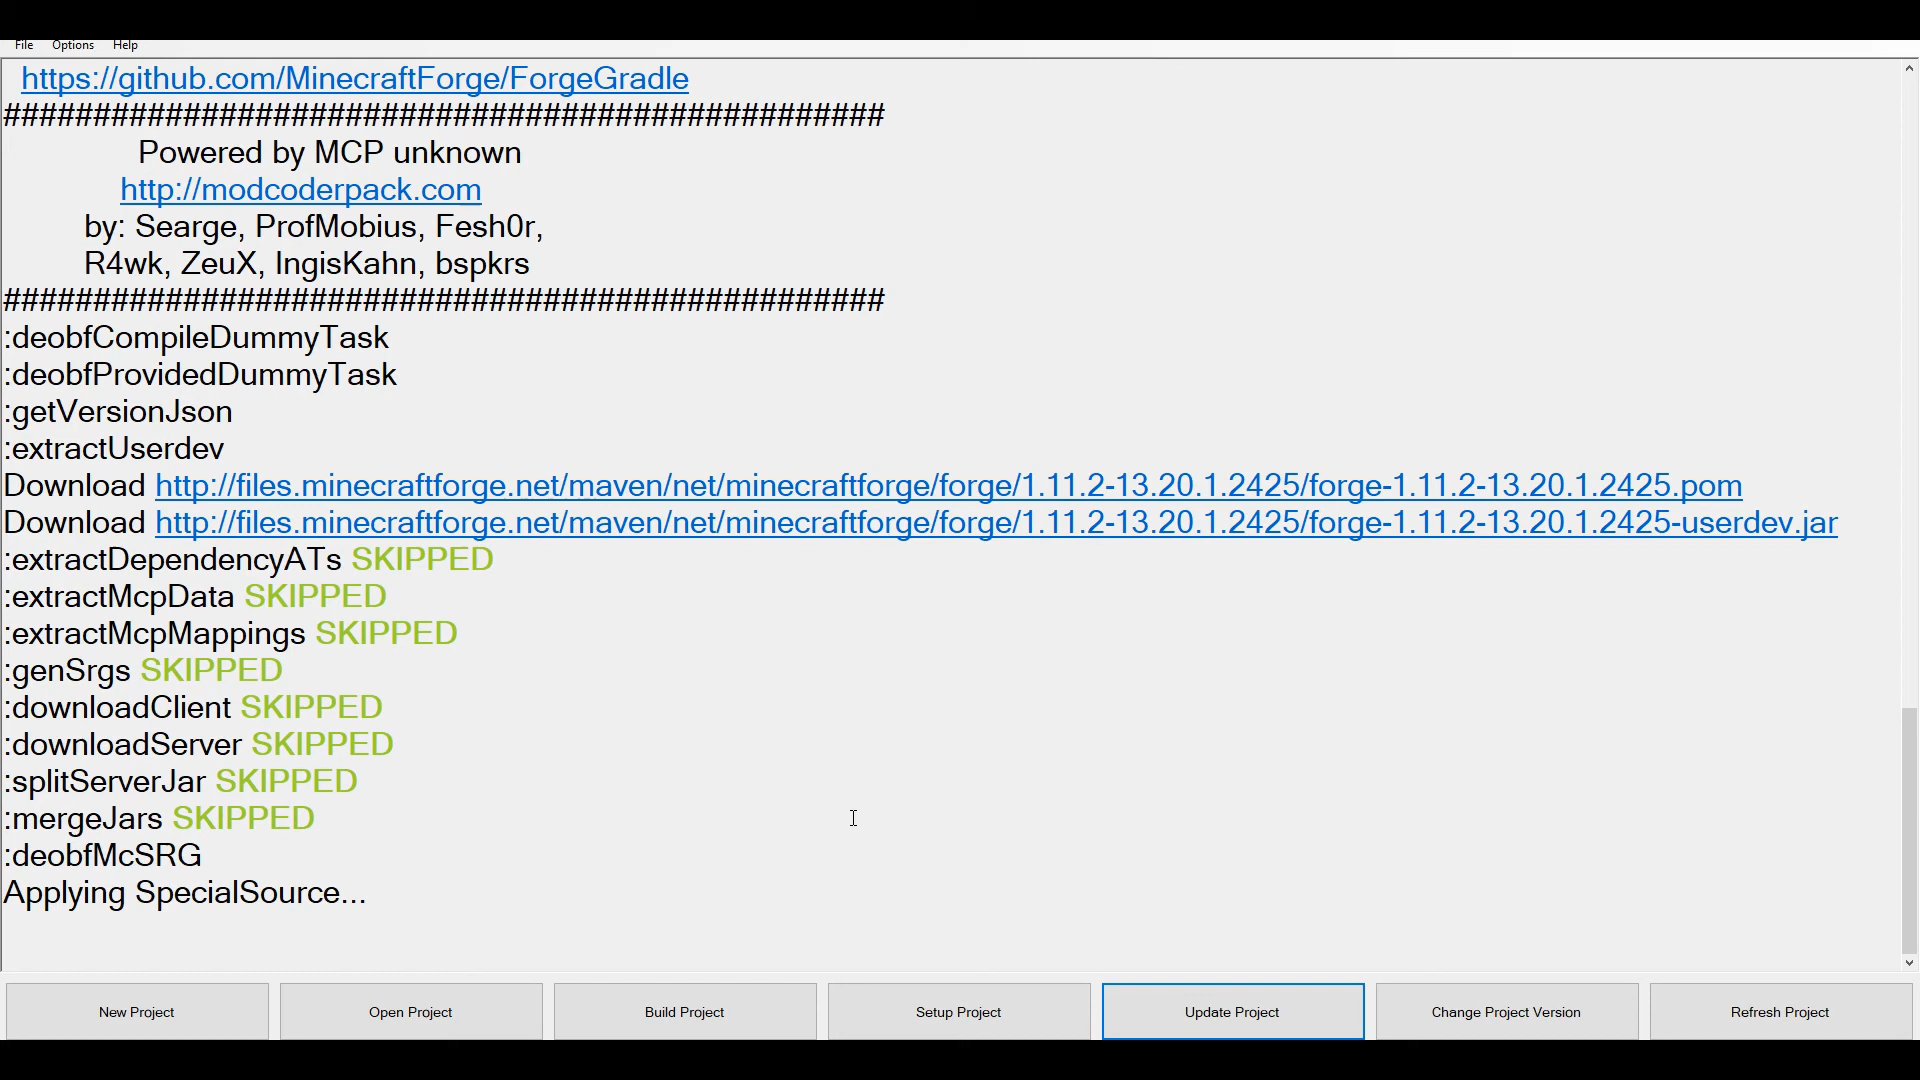 File Options Help
https://github.com/MinecraftForge/ForgeGradle
#################################################
Powered by MCP unknown
http://modcoderpack.com
by: Searge, ProfMobius, Fesh0r,
R4wk, ZeuX, IngisKahn, bspkrs
#################################################
:deobfCompileDummyTask
:deobfProvidedDummyTask
:getVersionJson
:extractUserdev
Download http://files.minecraftforge.net/maven/net/minecraftforge/forge/1.11.2-13.20.1.2425/forge-1.11.2-13.20.1.2425.pom
Download http://files.minecraftforge.net/maven/net/minecraftforge/forge/1.11.2-13.20.1.2425/forge-1.11.2-13.20.1.2425-userdev.jar
:extractDependencyATs SKIPPED
:extractMcpData SKIPPED
:extractMcpMappings SKIPPED
:genSrgs SKIPPED
:downloadClient SKIPPED
:downloadServer SKIPPED
:splitServerJar SKIPPED
:mergeJars SKIPPED
:deobfMcSRG
Applying SpecialSource...
New Project Open Project Build Project Setup Project Update Project Change Project Version Refresh Project